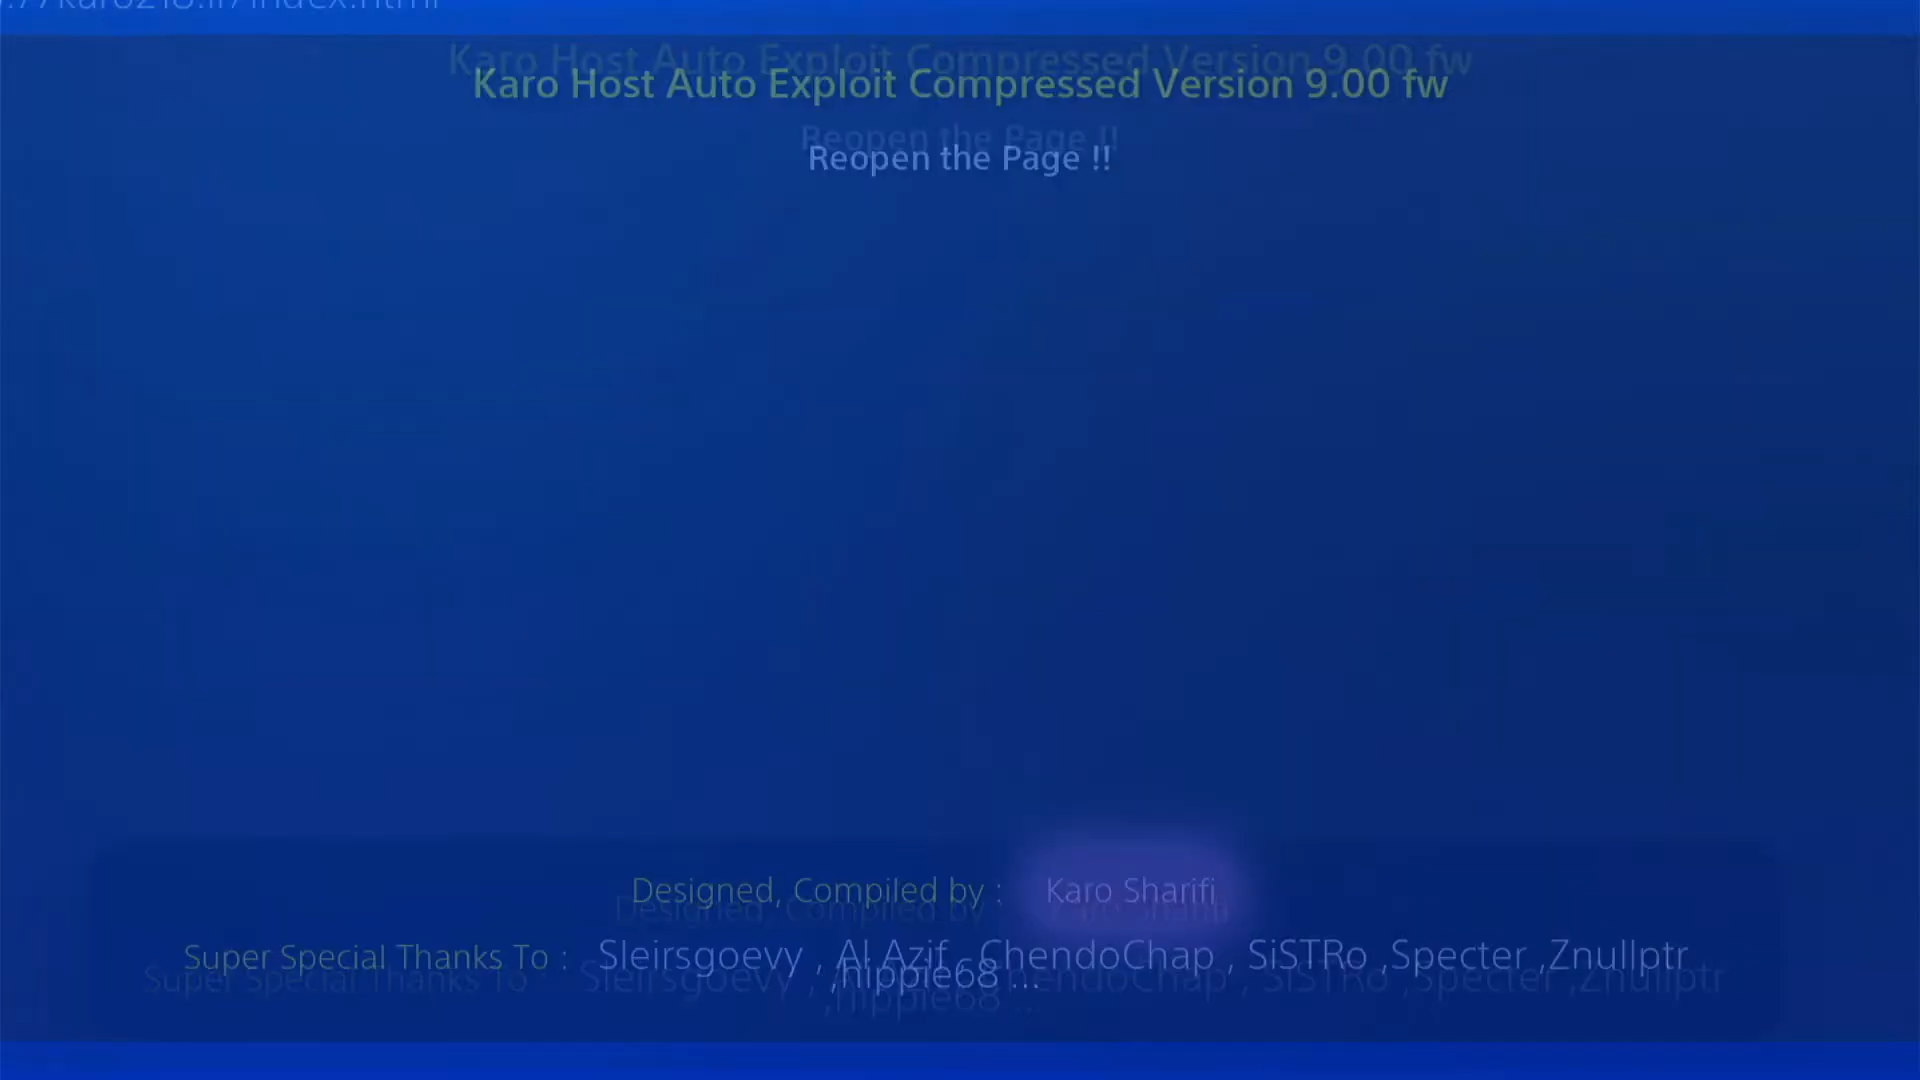 Karo Host Auto Exploit Compressed Version 9.00 fw
Reopen the Page !!
Designed, Compiled by : Karo Sharifi
Super Special Thanks To : Sleirsgoevy , Al Azif , ChendoChap , SiSTRo ,Specter ,Znullptr
,hippie68 ...